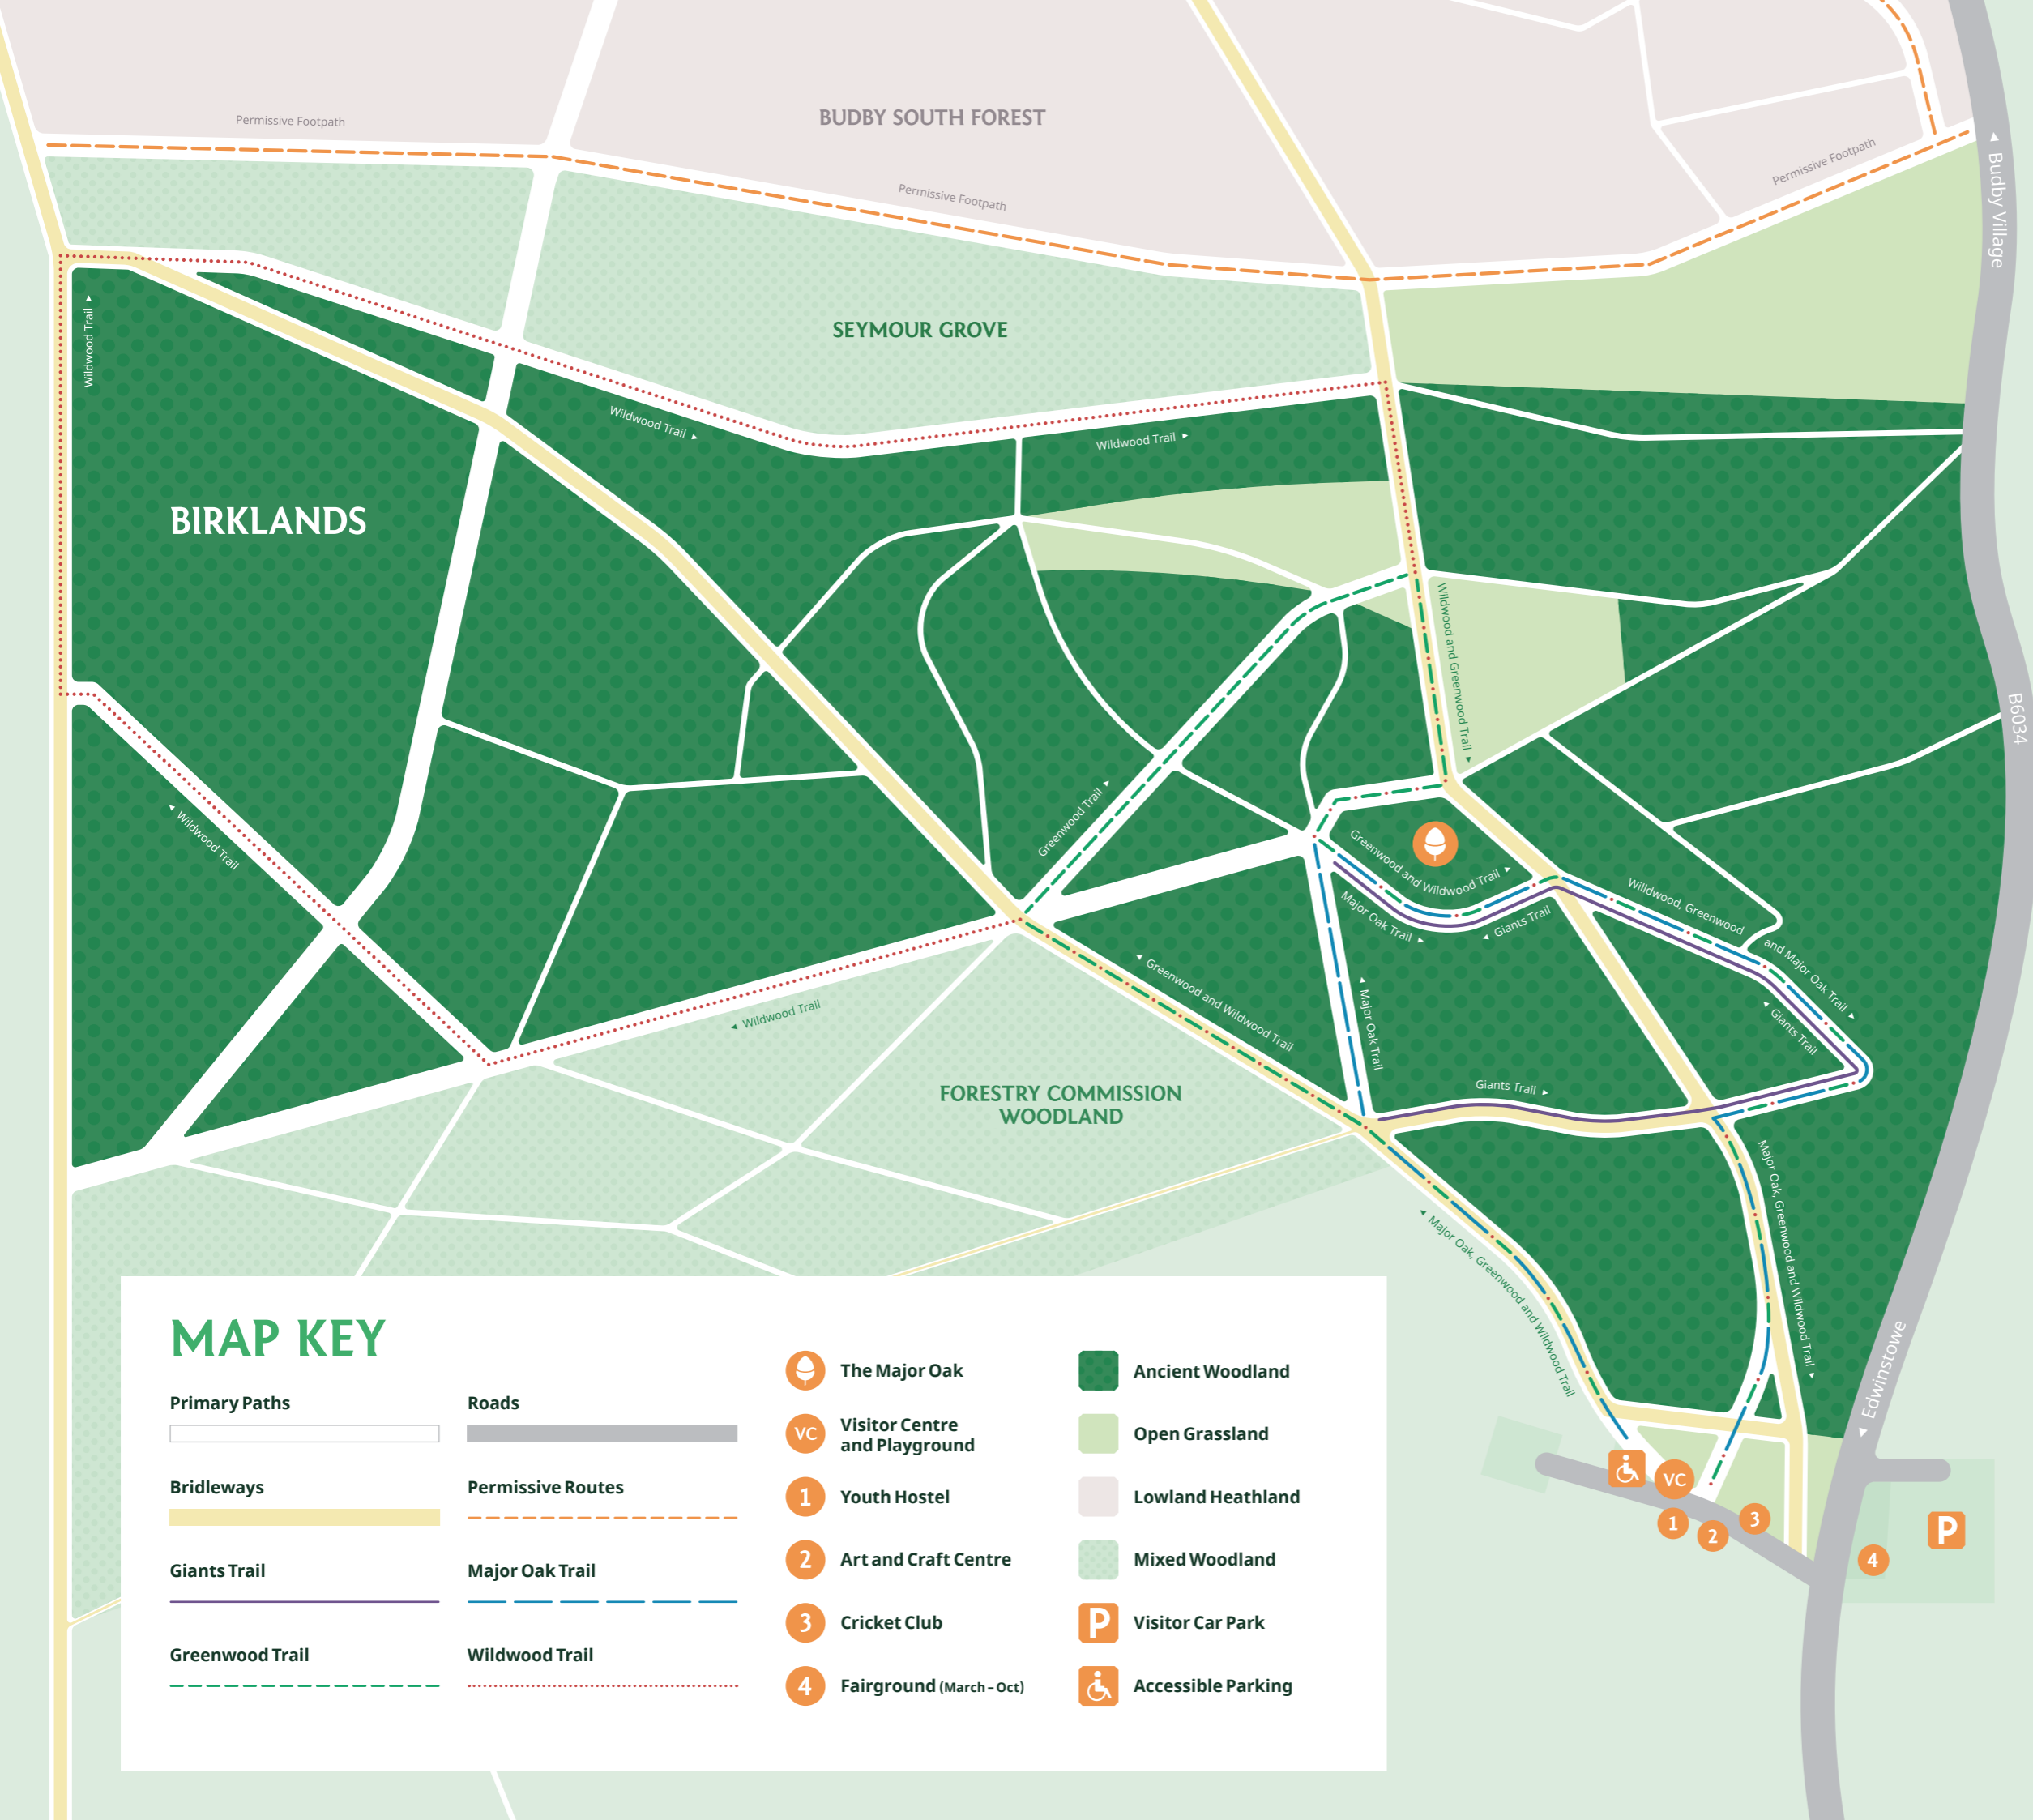 Permissive Footpath
BUDBY SOUTH FOREST
Permissive Footpath
Permissive Footpath
◄ Budby Village
Wildwood Trail ►
SEYMOUR GROVE
Wildwood Trail ►
Wildwood Trail ►
BIRKLANDS
Wildwood and Greenwood Trail ►
B6034
◄ Wildwood Trail
Greenwood Trail ►
Greenwood and Wildwood Trail ►
Major Oak Trail ►
◄ Giants Trail
Willdwood, Greenwood
and Major Oak Trail ►
◄ Giants Trail
◄ Greenwood and Wildwood Trail
◄ Major Oak Trail
◄ Wildwood Trail
Giants Trail ►
FORESTRY COMMISSION
WOODLAND
◄ Major Oak, Greenwood and Wildwood Trail
Major Oak, Greenwood and Wildwood Trail ►
◄ Edwinstowe
VC
1
2
3
4
P
MAP KEY
Primary Paths
Roads
Bridleways
Permissive Routes
Giants Trail
Major Oak Trail
Greenwood Trail
Wildwood Trail
The Major Oak
VC Visitor Centre
and Playground
1 Youth Hostel
2 Art and Craft Centre
3 Cricket Club
4 Fairground (March – Oct)
Ancient Woodland
Open Grassland
Lowland Heathland
Mixed Woodland
P Visitor Car Park
Accessible Parking